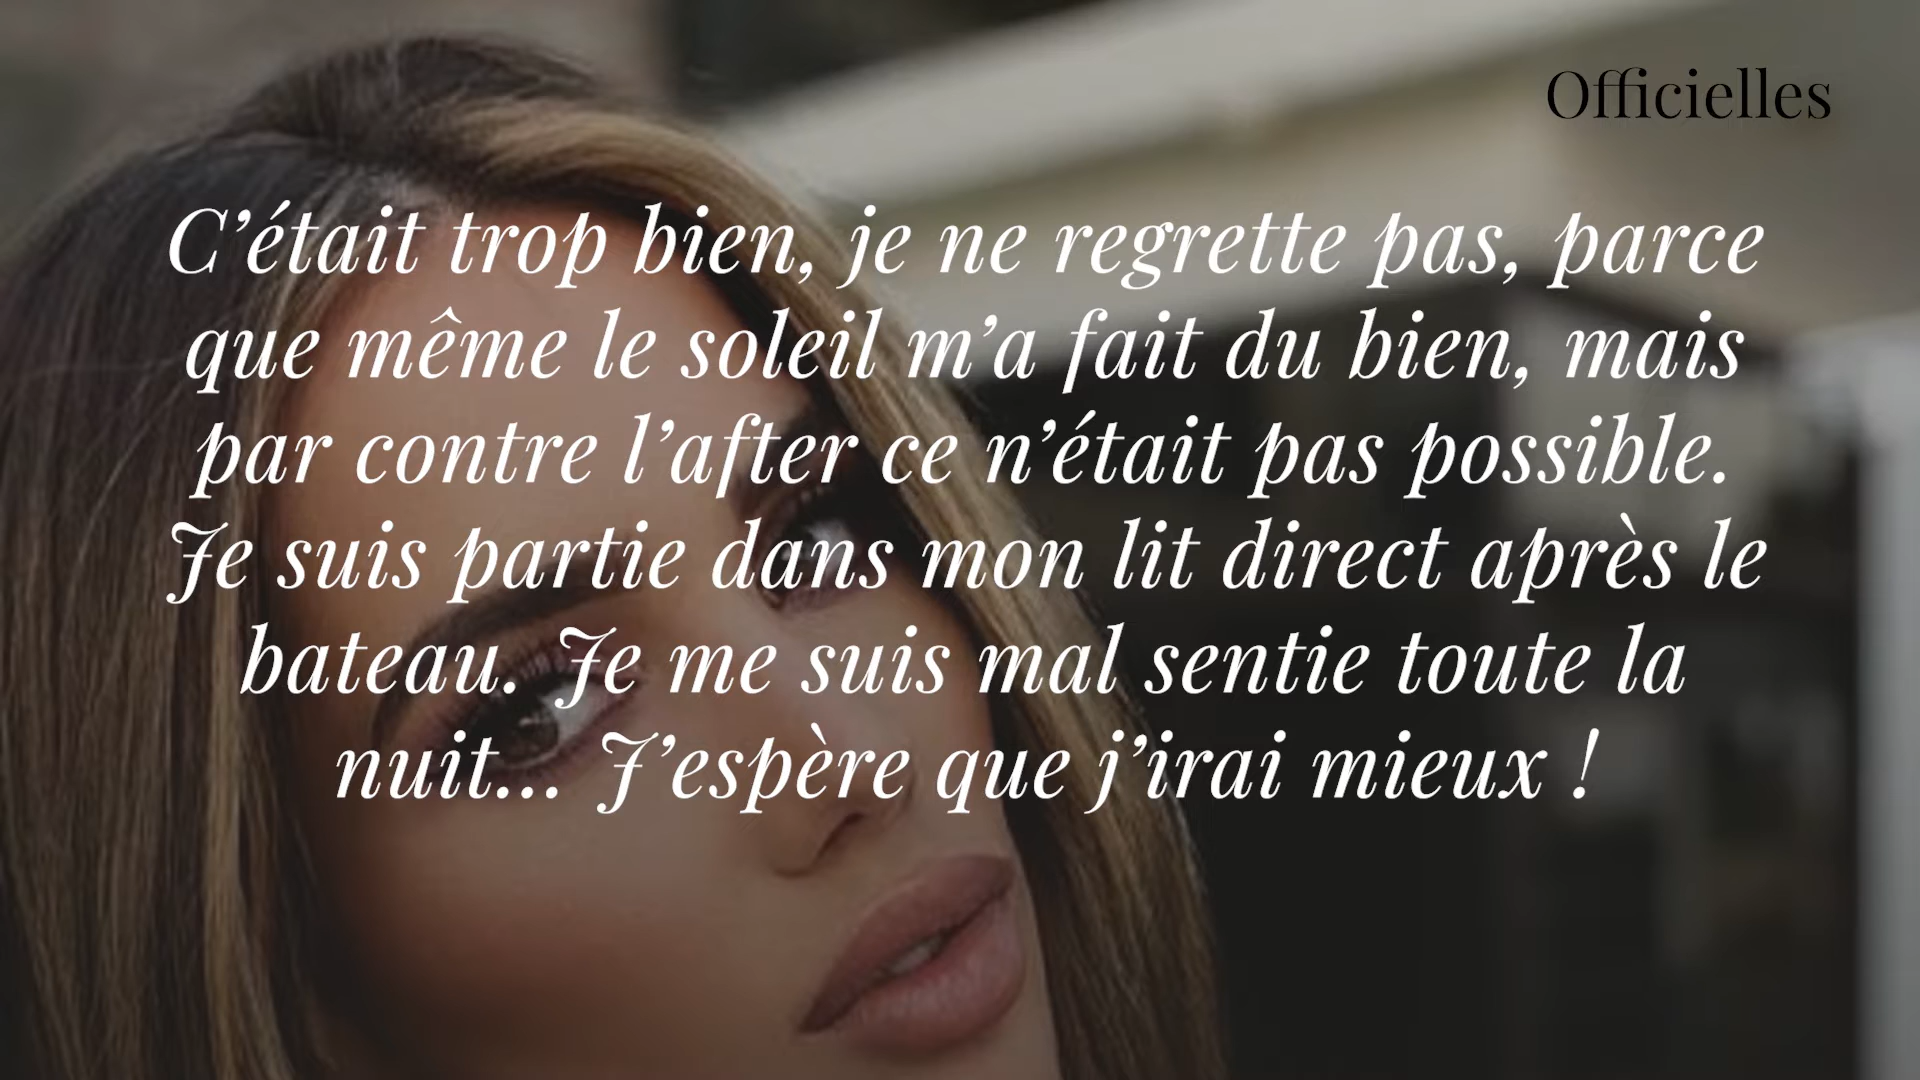 Officielles
C’était trop bien, je ne regrette pas, parce
que même le soleil m’a fait du bien, mais
par contre l’after ce n’était pas possible.
Je suis partie dans mon lit direct après le
bateau. Je me suis mal sentie toute la
nuit... J’espère que j’irai mieux !